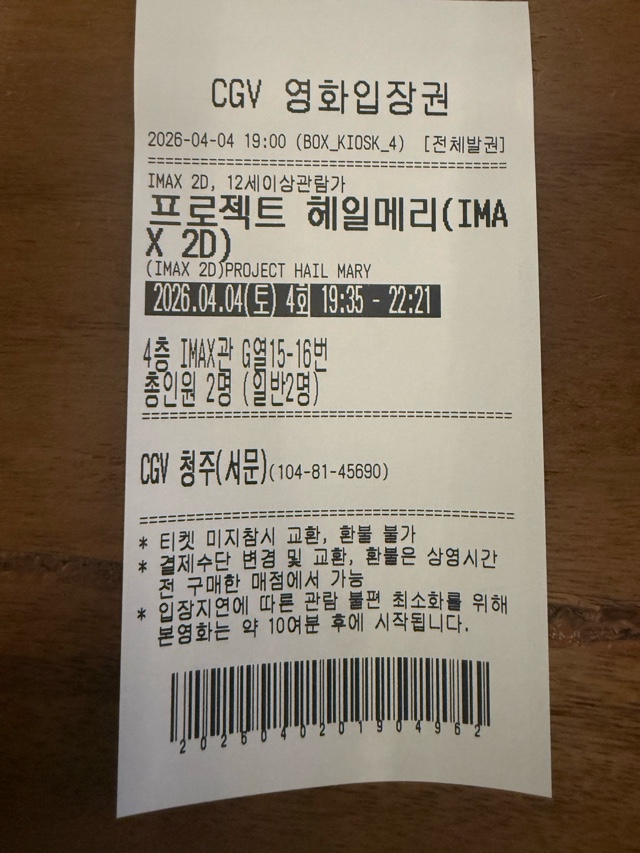 CGV 영화입장권
2026-04-04 19:00 (BOX_KIOSK_4) [전체발권]
IMAX 2D, 12세이상관람가
프로젝트 헤일메리(IMA
X 2D)
(IMAX 2D)PROJECT HAIL MARY
2026.04.04(토) 4회 19:35 - 22:21
4층 IMAX관 G열15-16번
총인원 2명 (일반2명)
CGV 청주(서문)(104-81-45690)
* 티켓 미지참시 교환, 환불 불가
* 결제수단 변경 및 교환, 환불은 상영시간
전 구매한 매점에서 가능
* 입장지연에 따른 관람 불편 최소화를 위해
본영화는 약 10여분 후에 시작됩니다.
2026040201904962